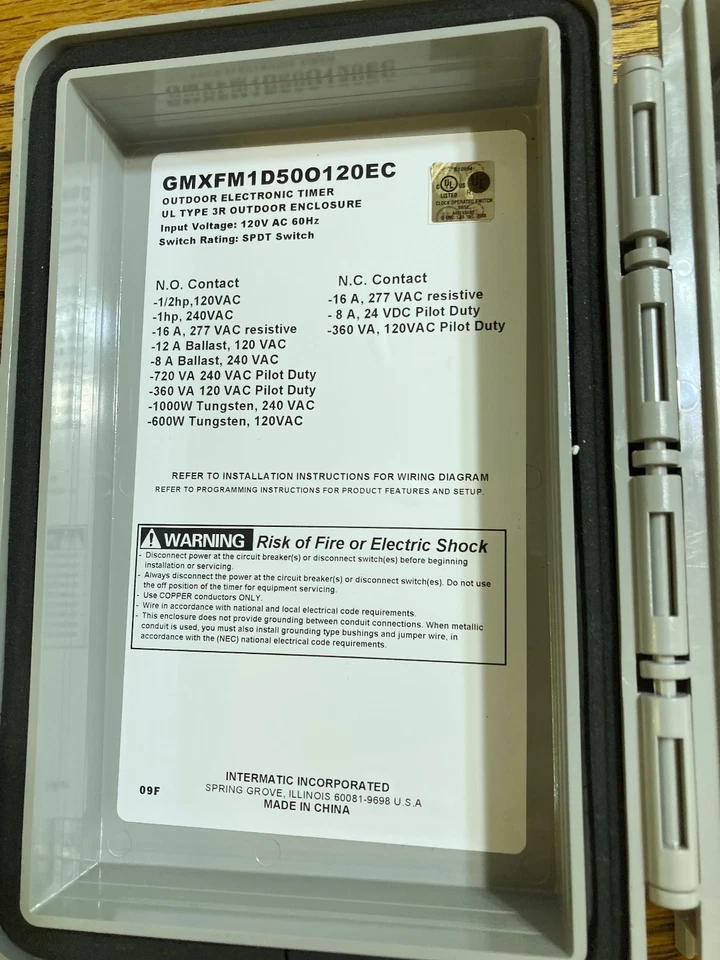 GMXFM1D50O120EC
OUTDOOR ELECTRONIC TIMER
UL TYPE 3R OUTDOOR ENCLOSURE
Input Voltage: 120V AC 60Hz
Switch Rating: SPDT Switch
UL
US
UL
LISTED
CLOCK OPERATED SWITCH
N.O. Contact
-1/2hp,120VAC
-1hp, 240VAC
-16 A, 277 VAC resistive
-12 A Ballast, 120 VAC
-8 A Ballast, 240 VAC
-720 VA 240 VAC Pilot Duty
-360 VA 120 VAC Pilot Duty
-1000W Tungsten, 240 VAC
-600W Tungsten, 120VAC
N.C. Contact
-16 A, 277 VAC resistive
- 8 A, 24 VDC Pilot Duty
-360 VA, 120VAC Pilot Duty
REFER TO INSTALLATION INSTRUCTIONS FOR WIRING DIAGRAM
REFER TO PROGRAMMING INSTRUCTIONS FOR PRODUCT FEATURES AND SETUP.
WARNING Risk of Fire or Electric Shock
- Disconnect power at the circuit breaker(s) or disconnect switch(es) before beginning
installation or servicing.
- Always disconnect the power at the circuit breaker(s) or disconnect switch(es). Do not use
the off position of the timer for equipment servicing.
- Use COPPER conductors ONLY.
- Wire in accordance with national and local electrical code requirements.
- This enclosure does not provide grounding between conduit connections. When metallic
conduit is used, you must also install grounding type bushings and jumper wire, in
accordance with the (NEC) national electrical code requirements.
09F
INTERMATIC INCORPORATED
SPRING GROVE, ILLINOIS 60081-9698 U.S.A
MADE IN CHINA